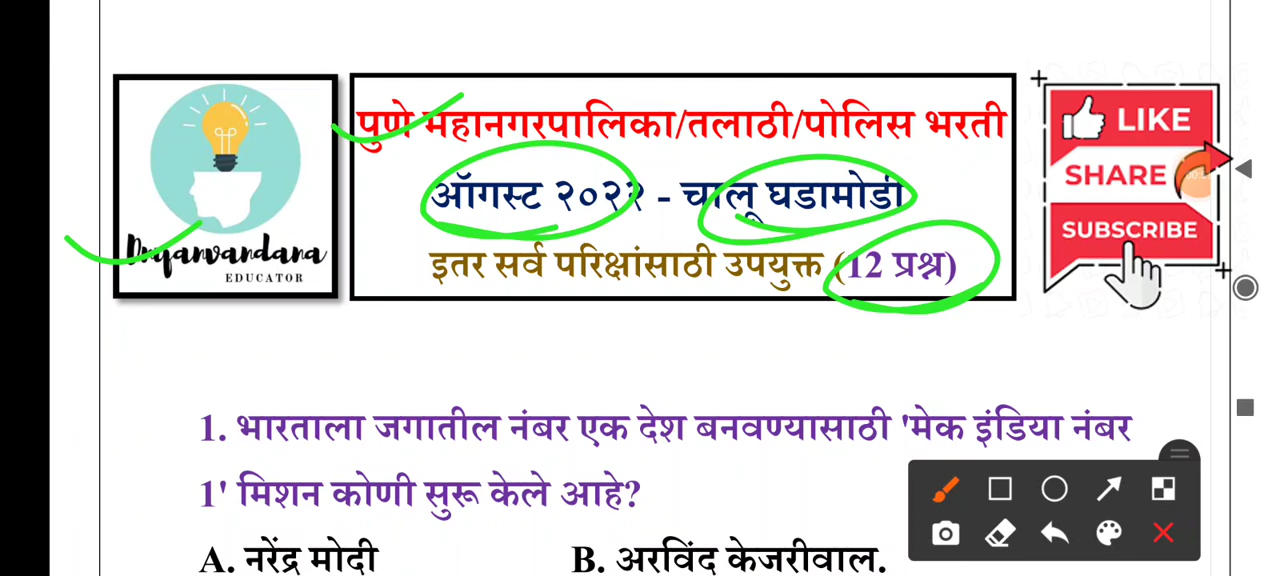 पुणे महानगरपालिका/तलाठी/पोलिस भरती
ऑगस्ट २०२२ - चालू घडामोडी
इतर सर्व परिक्षांसाठी उपयुक्त (12 प्रश्न)
Dnyanvandana
EDUCATOR
LIKE
SHARE
SUBSCRIBE
1. भारताला जगातील नंबर एक देश बनवण्यासाठी 'मेक इंडिया नंबर
1' मिशन कोणी सुरू केले आहे?
A. नरेंद्र मोदी B. अरविंद केजरीवाल.